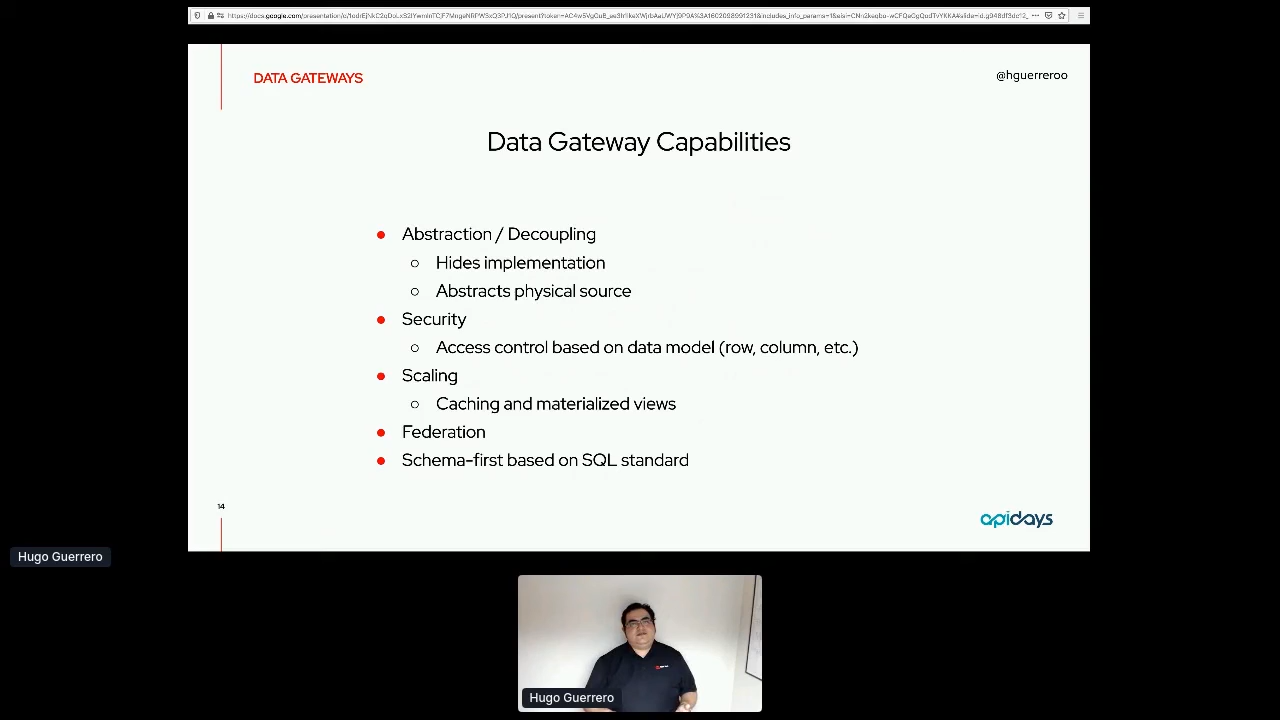 DATA GATEWAYS
@hguerreroo
Data Gateway Capabilities
Abstraction / Decoupling
Hides implementation
Abstracts physical source
Security
Access control based on data model (row, column, etc.)
Scaling
Caching and materialized views
Federation
Schema-first based on SQL standard
14
apidays
Hugo Guerrero
Hugo Guerrero